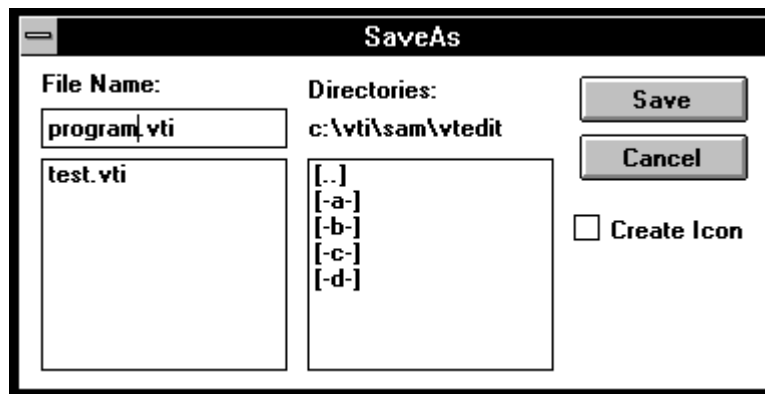 SaveAs
File Name:
program.vti
test.vti
Directories:
c:\vti\sam\vtedit
[..]
[-a-]
[-b-]
[-c-]
[-d-]
Save
Cancel
Create Icon